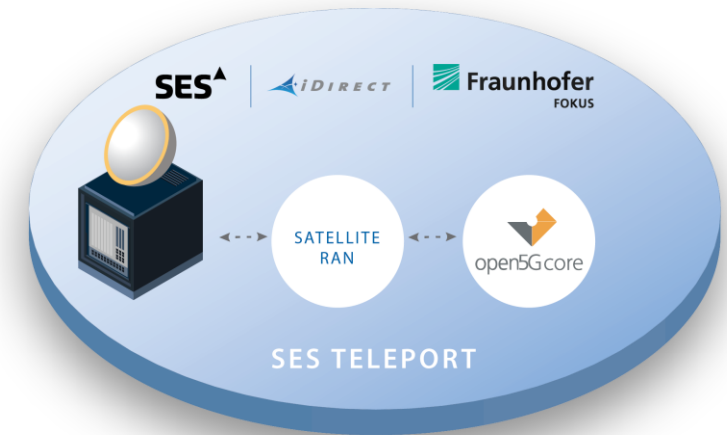 SES
iDIRECT
Fraunhofer
FOKUS
SATELLITE
RAN
open5Gcore
SES TELEPORT